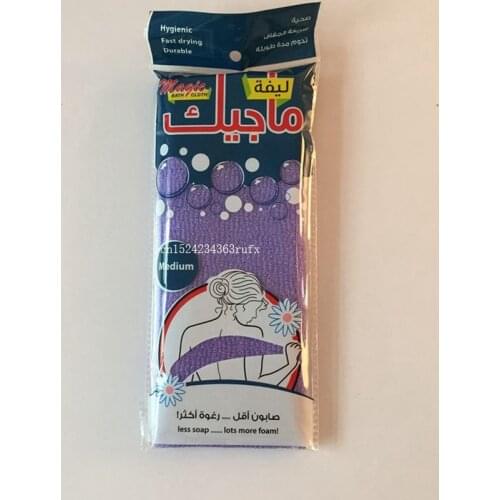 Hygienic
Fast drying
Durable
صحية
سريعة الجفاف
تدوم مدة طويلة
Magic
BATH CLOTH
ليفة
ماجيك
cn1524234363rufx
Medium
صابون أقل ..... رغوة أكثر!
less soap ....... lots more foam!